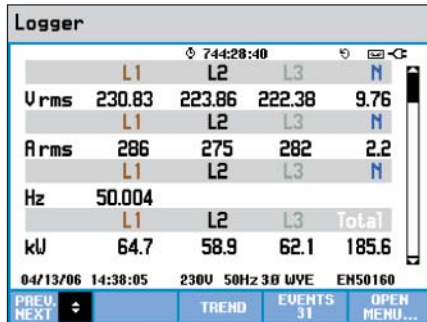 Logger
744:28:40
L1 L2 L3 N
V rms 230.83 223.86 222.38 9.76
L1 L2 L3 N
A rms 286 275 282 2.2
L1 L2 L3 N
Hz 50.004
L1 L2 L3 Total
kW 64.7 58.9 62.1 185.6
04/13/06 14:38:05 230V 50Hz 3Ø WYE EN50160
PREV. NEXT TREND EVENTS 31 OPEN MENU...